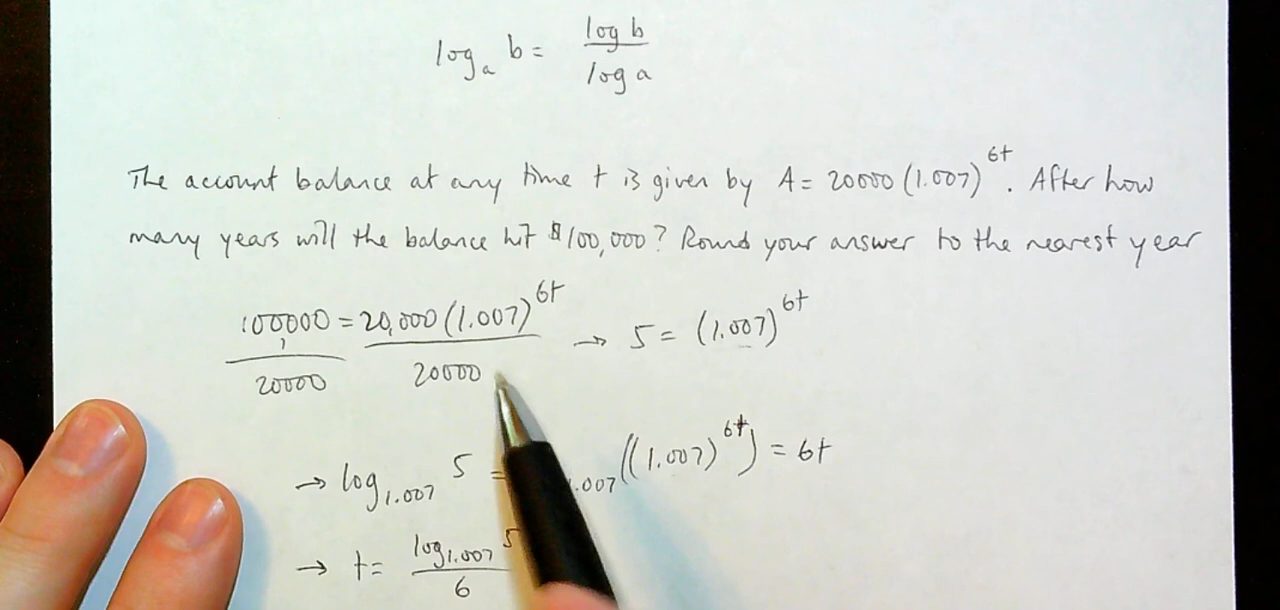 log_a b = log b / log a
The account balance at any time t is given by A = 20000 (1.007)^6t. After how
many years will the balance hit $100,000? Round your answer to the nearest year
100,000 / 20000 = 20,000 (1.007)^6t / 20000 → 5 = (1.007)^6t
→ log_1.007 5 = .007 ((1.007)^6t) = 6t
→ t = log_1.007 5 / 6